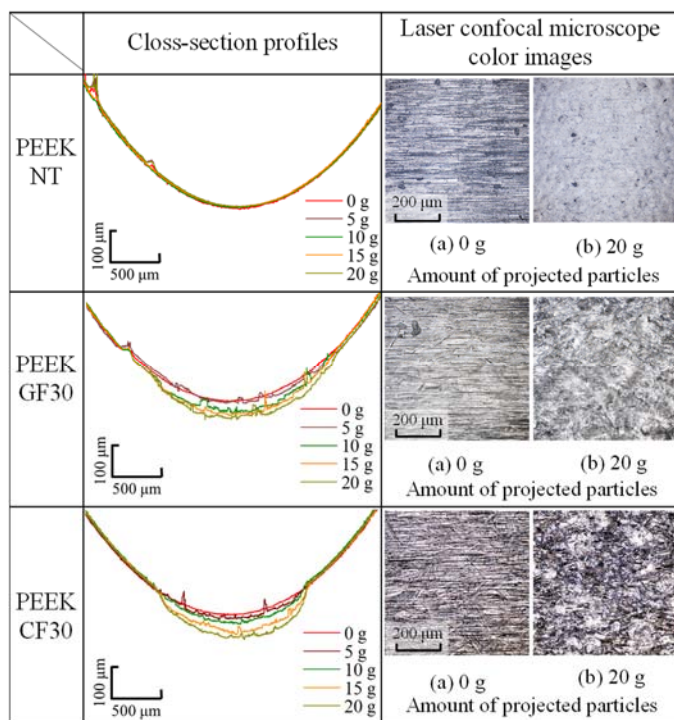 Closs-section profiles
Laser confocal microscope
color images
PEEK
NT
100 μm
500 μm
0 g
5 g
10 g
15 g
20 g
200 μm
(a) 0 g
(b) 20 g
Amount of projected particles
PEEK
GF30
100 μm
500 μm
0 g
5 g
10 g
15 g
20 g
200 μm
(a) 0 g
(b) 20 g
Amount of projected particles
PEEK
CF30
100 μm
500 μm
0 g
5 g
10 g
15 g
20 g
200 μm
(a) 0 g
(b) 20 g
Amount of projected particles